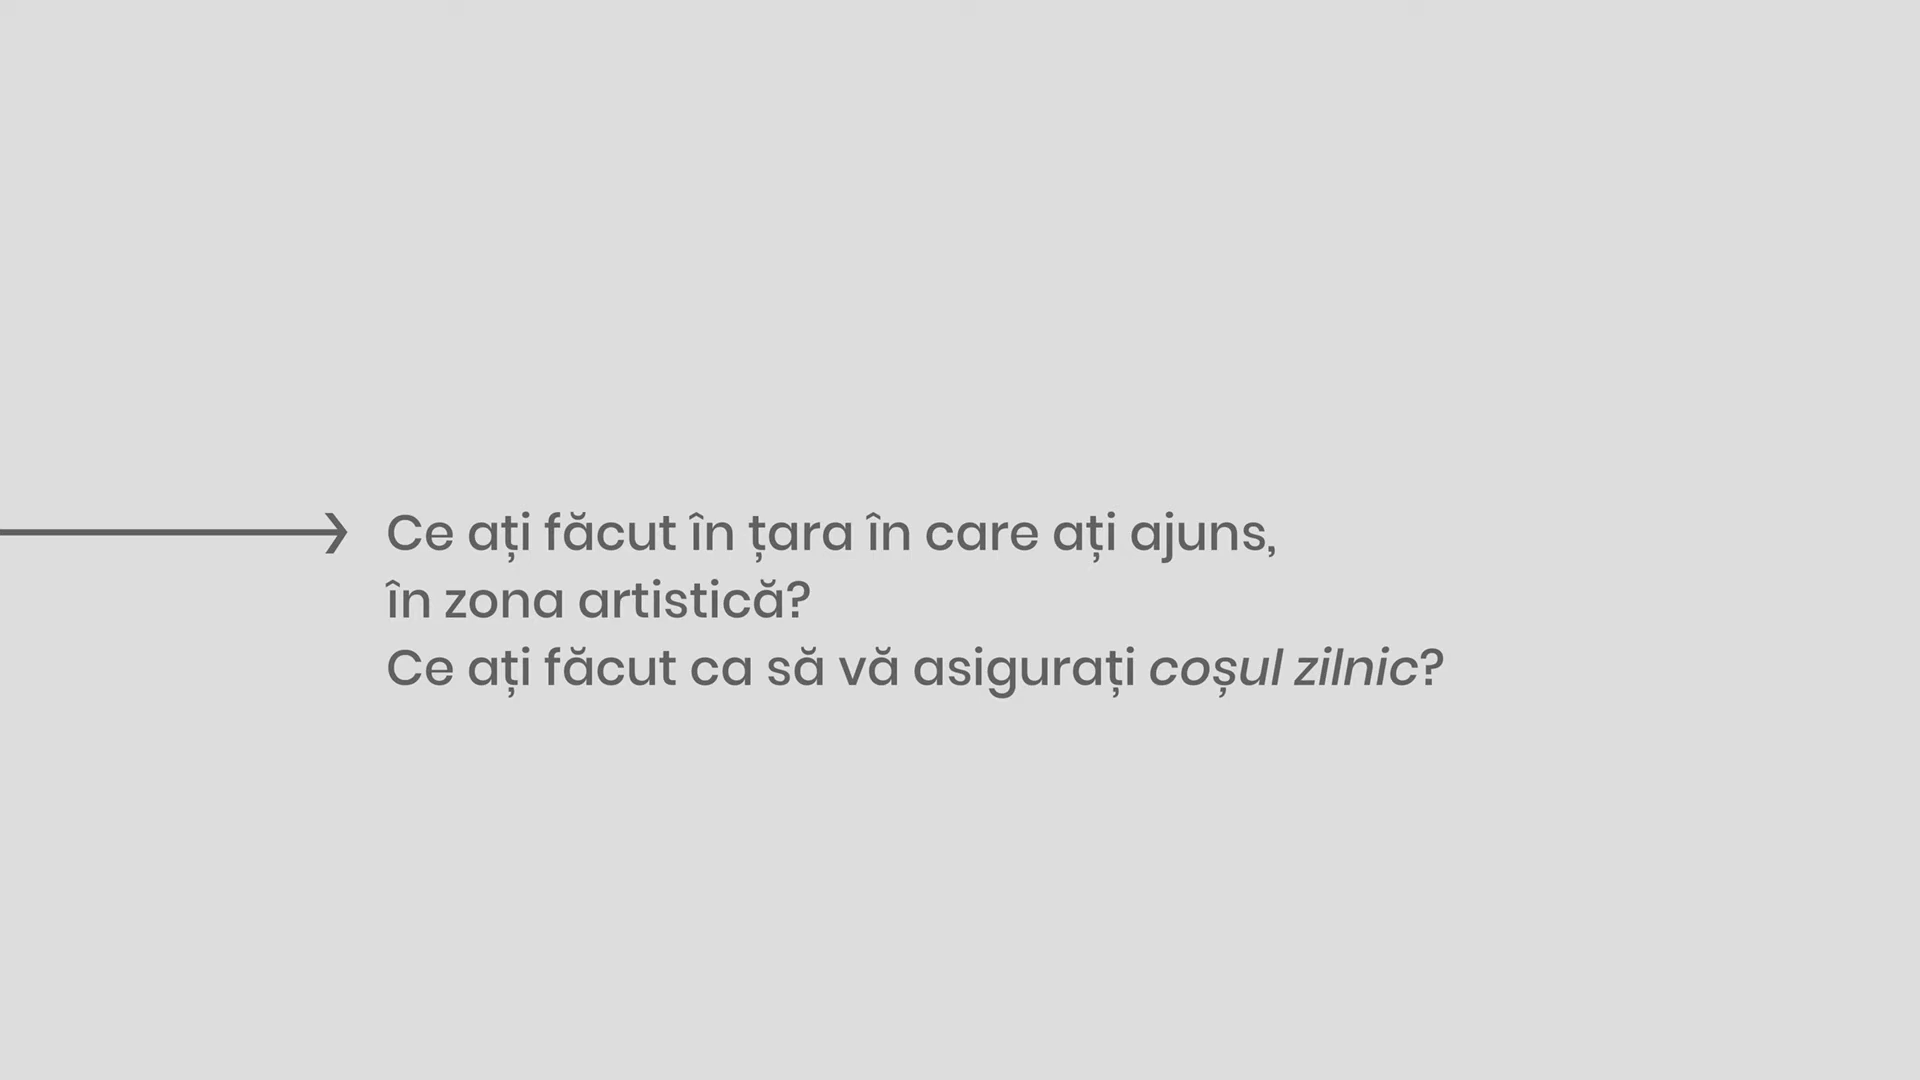 Ce ați făcut în țara în care ați ajuns,
în zona artistică?
Ce ați făcut ca să vă asigurați coșul zilnic?